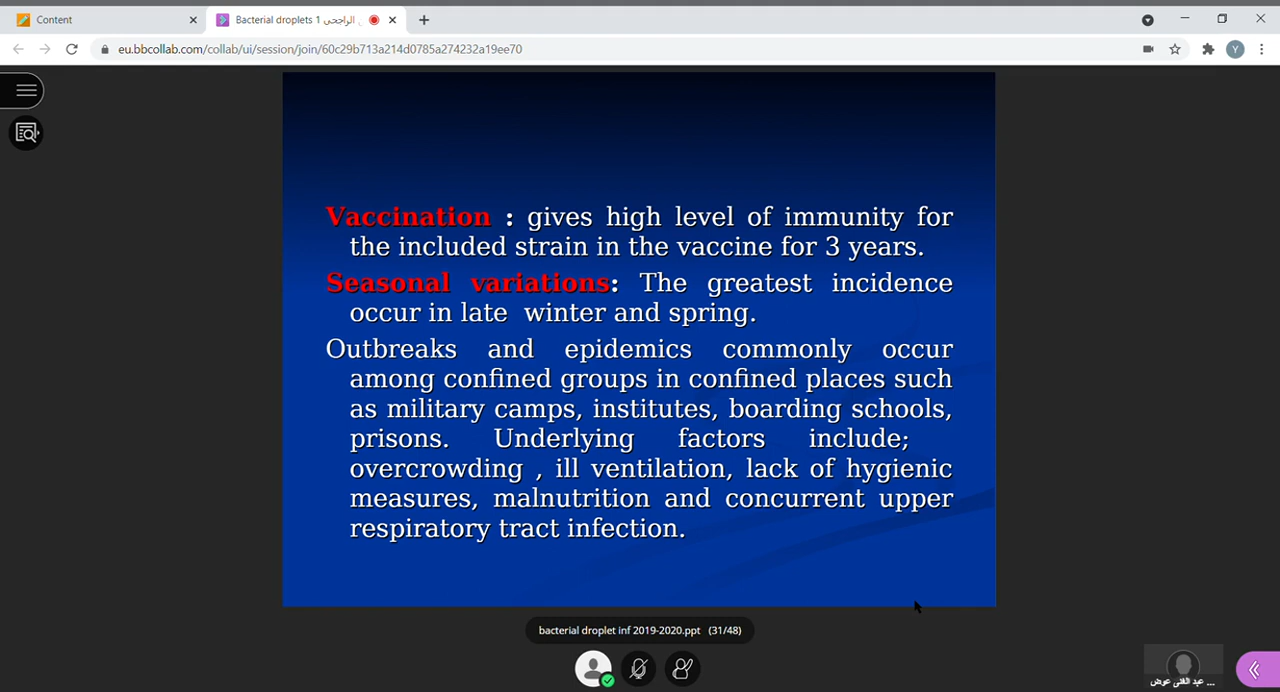 Content
Bacterial droplets 1 الراجحى
eu.bbcollab.com/collab/ui/session/join/60c29b713a214d0785a274232a19ee70
Y
Vaccination : gives high level of immunity for
the included strain in the vaccine for 3 years.
Seasonal variations: The greatest incidence
occur in late winter and spring.
Outbreaks and epidemics commonly occur
among confined groups in confined places such
as military camps, institutes, boarding schools,
prisons. Underlying factors include;
overcrowding , ill ventilation, lack of hygienic
measures, malnutrition and concurrent upper
respiratory tract infection.
bacterial droplet inf 2019-2020.ppt (31/48)
عبد الغنى عوض ...